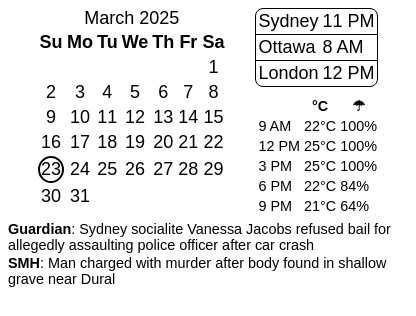 March 2025
Su Mo Tu We Th Fr Sa
1
2 3 4 5 6 7 8
9 10 11 12 13 14 15
16 17 18 19 20 21 22
23 24 25 26 27 28 29
30 31
Sydney 11 PM
Ottawa 8 AM
London 12 PM
°C ☂
9 AM 22°C 100%
12 PM 25°C 100%
3 PM 25°C 100%
6 PM 22°C 84%
9 PM 21°C 64%
Guardian: Sydney socialite Vanessa Jacobs refused bail for
allegedly assaulting police officer after car crash
SMH: Man charged with murder after body found in shallow
grave near Dural